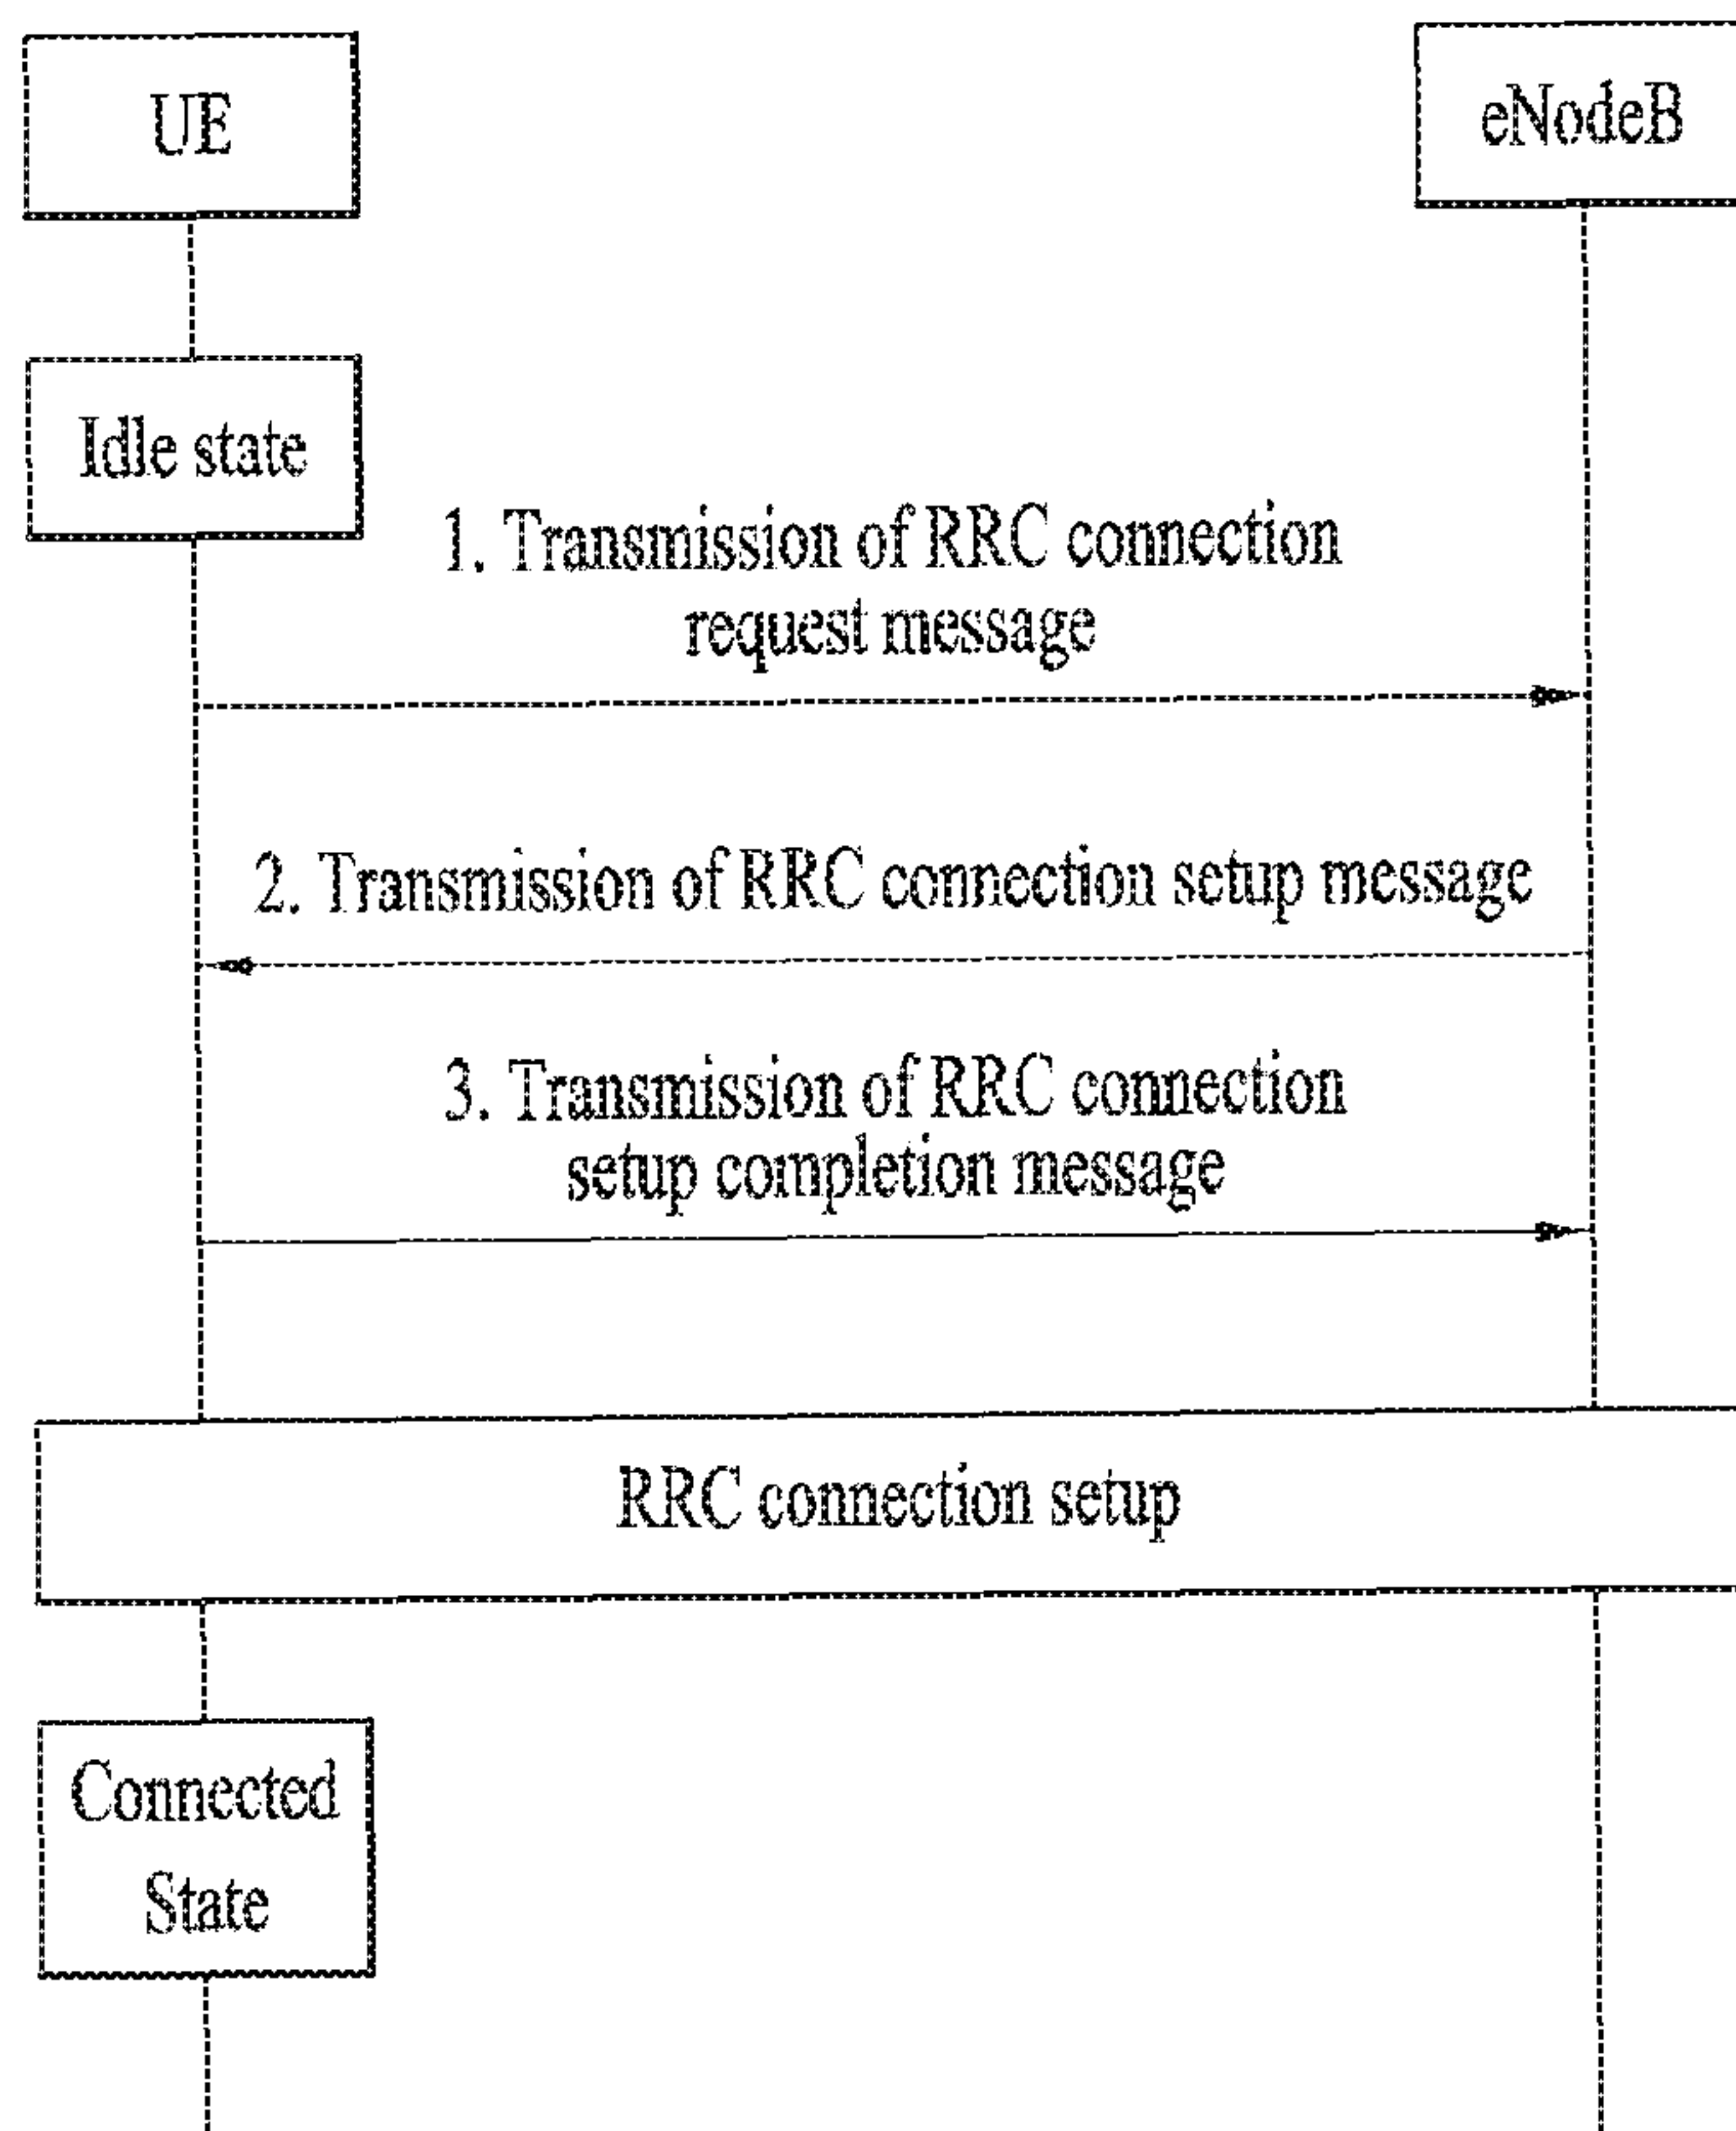 UE
eNodeB
Idle state
1. Transmission of RRC connection
request message
2. Transmission of RRC connection setup message
3. Transmission of RRC connection
setup completion message
RRC connection setup
Connected
State